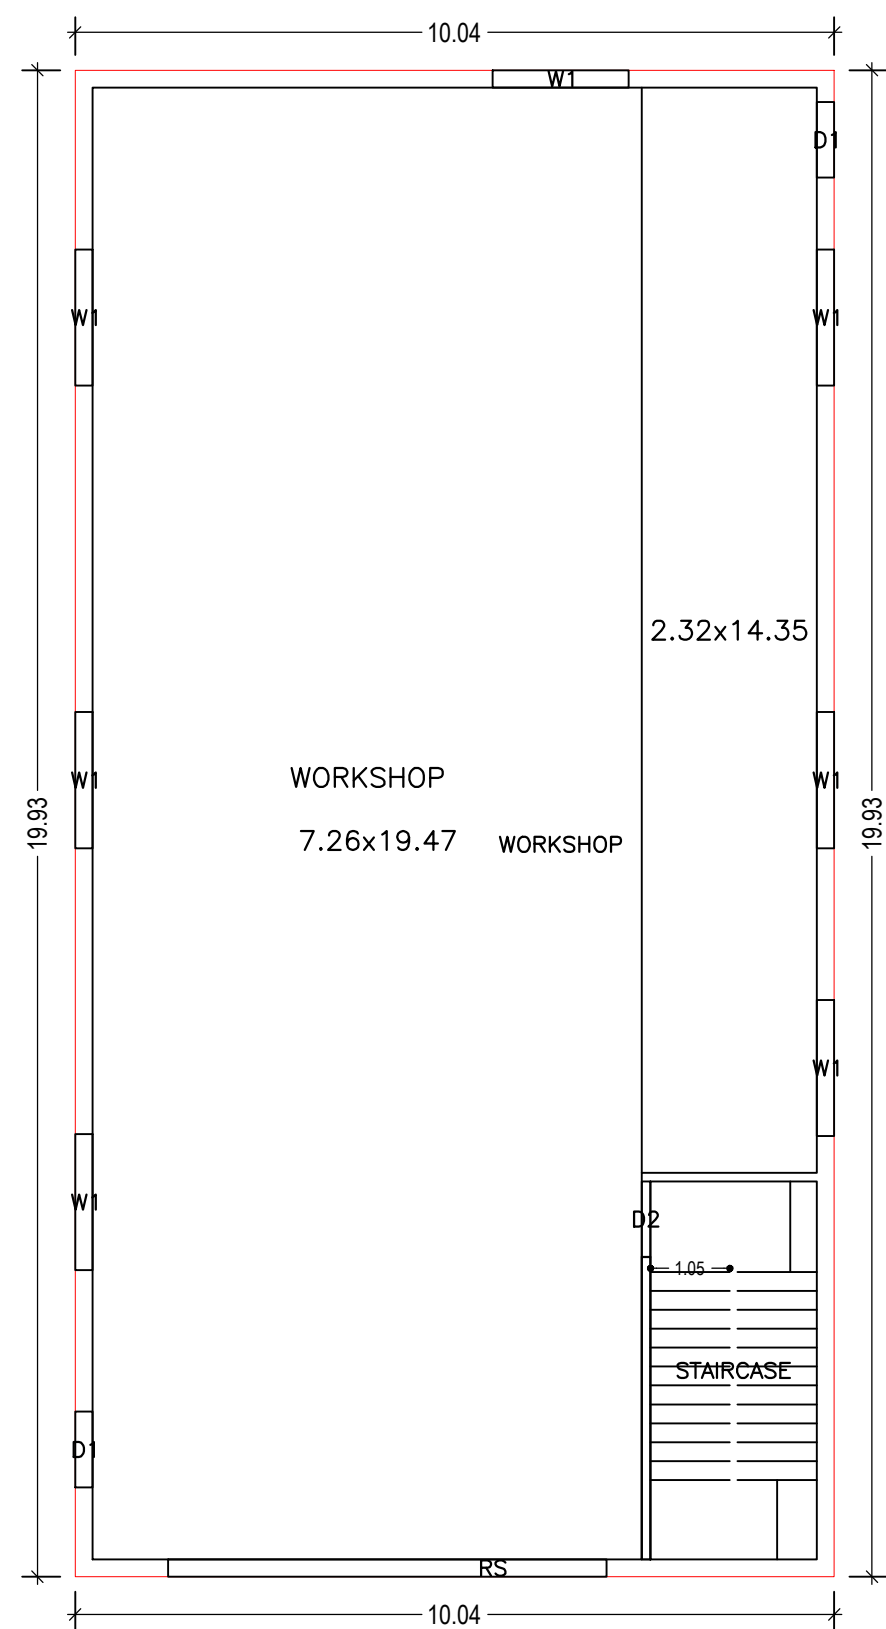 10.04
W1
D1
W1
W1
2.32x14.35
WORKSHOP
W1
W1
19.93
19.93
7.26x19.47
WORKSHOP
W1
W1
D2
1.05
STAIRCASE
D1
RS
10.04